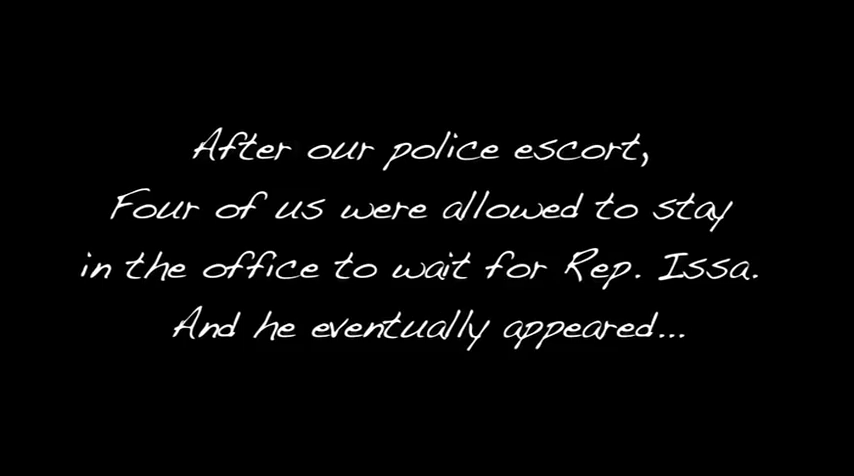 After our police escort,
Four of us were allowed to stay
in the office to wait for Rep. Issa.
And he eventually appeared...